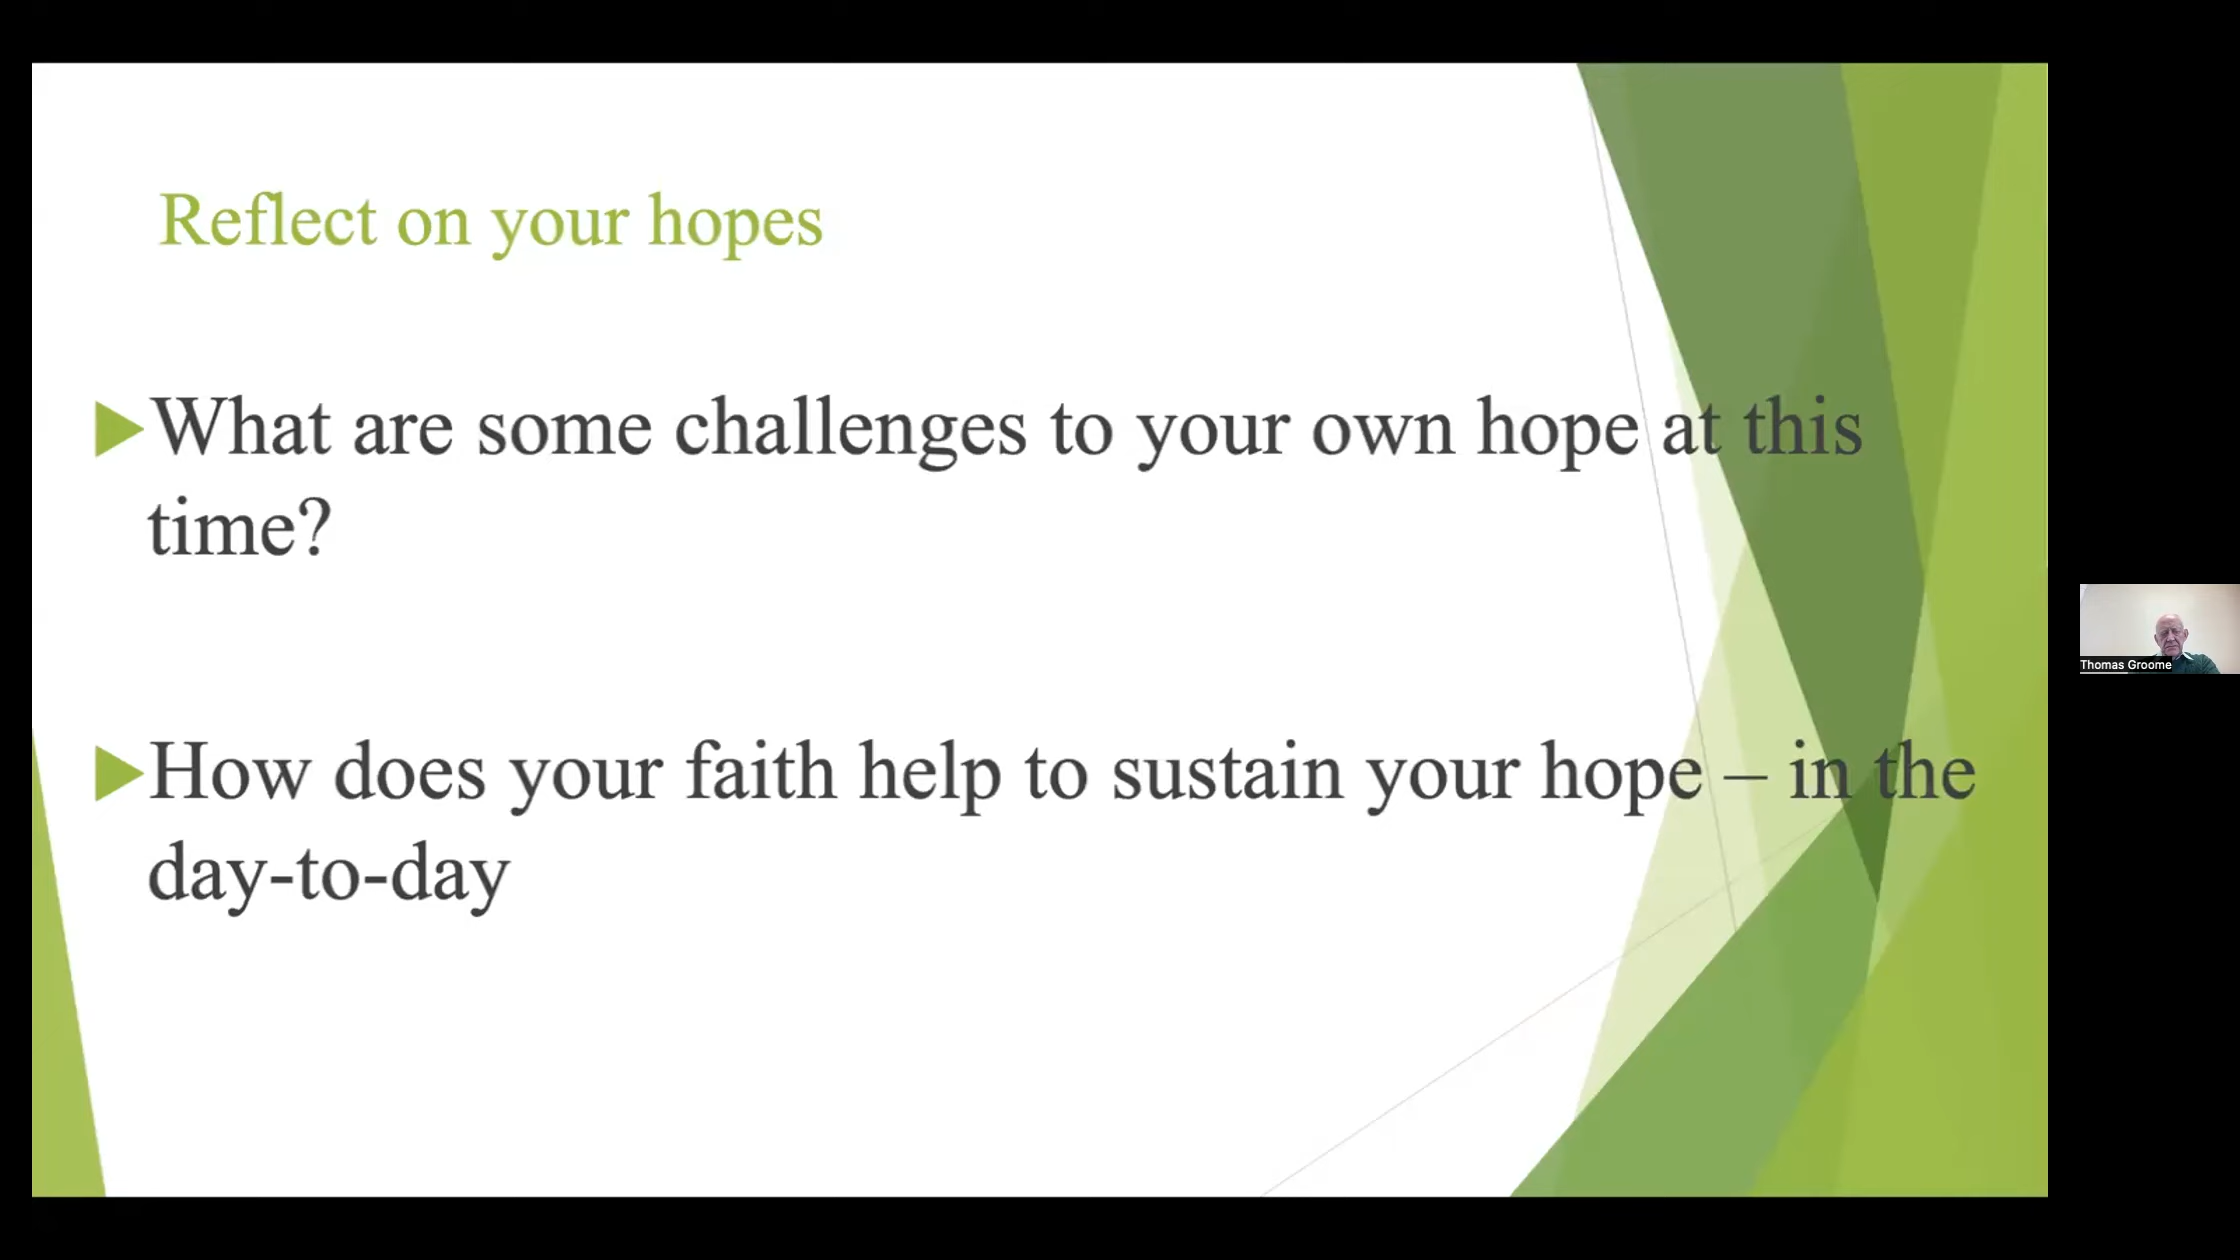 Reflect on your hopes
What are some challenges to your own hope at this
time?
How does your faith help to sustain your hope – in the
day-to-day
Thomas Groome